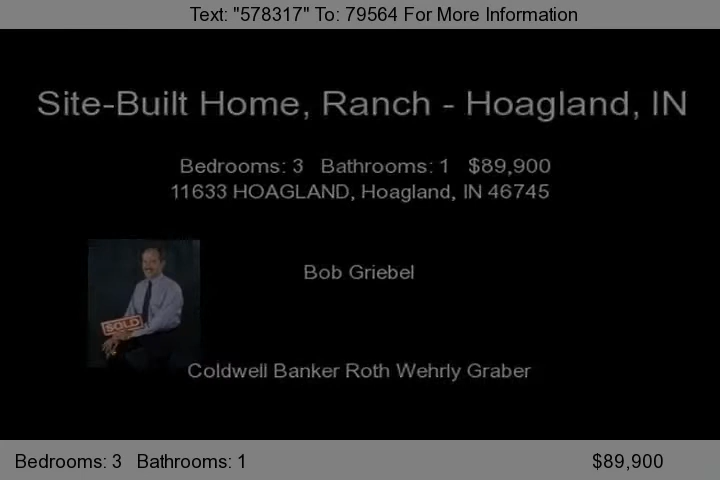 Text: "578317" To: 79564 For More Information
Site-Built Home, Ranch - Hoagland, IN
Bedrooms: 3 Bathrooms: 1 $89,900
11633 HOAGLAND, Hoagland, IN 46745
Bob Griebel
SOLD
Coldwell Banker Roth Wehrly Graber
Bedrooms: 3 Bathrooms: 1 $89,900